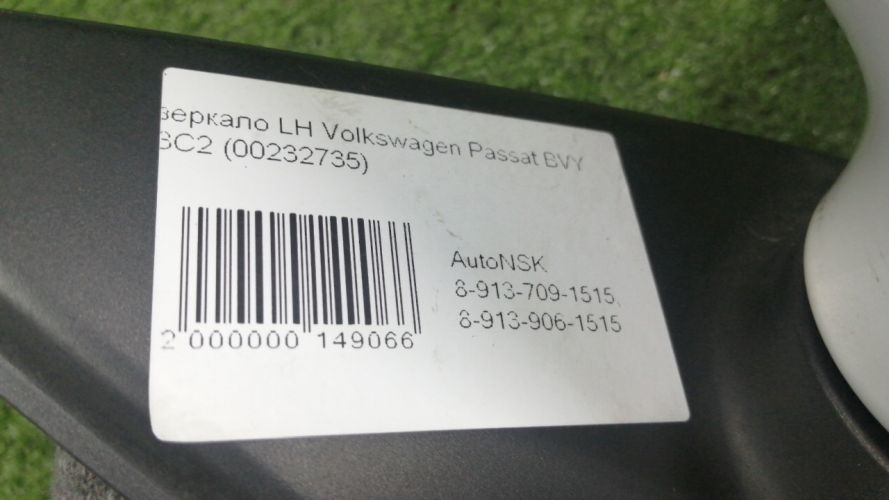 зеркало LH Volkswagen Passat BVY
3C2 (00232735)
AutoNSK
8-913-709-1515,
8-913-906-1515
2 000000 149066